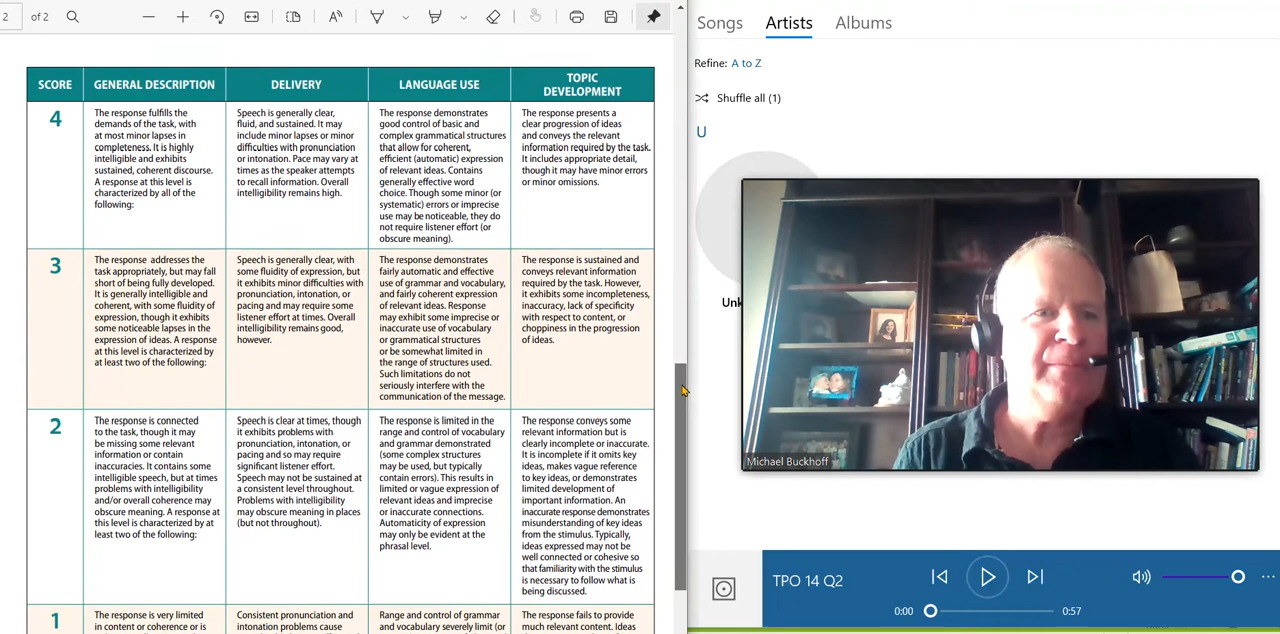 2
of 2
SCORE
GENERAL DESCRIPTION
DELIVERY
LANGUAGE USE
TOPIC
DEVELOPMENT
4
The response fulfills the
demands of the task, with
at most minor lapses in
completeness. It is highly
intelligible and exhibits
sustained, coherent discourse.
A response at this level is
characterized by all of the
following:
Speech is generally clear,
fluid, and sustained. It may
include minor lapses or minor
difficulties with pronunciation
or intonation. Pace may vary at
times as the speaker attempts
to recall information. Overall
intelligibility remains high.
The response demonstrates
good control of basic and
complex grammatical structures
that allow for coherent,
efficient (automatic) expression
of relevant ideas. Contains
generally effective word
choice. Though some minor (or
systematic) errors or imprecise
use may be noticeable, they do
not require listener effort (or
obscure meaning).
The response presents a
clear progression of ideas
and conveys the relevant
information required by the task.
It includes appropriate detail,
though it may have minor errors
or minor omissions.
3
The response addresses the
task appropriately, but may fall
short of being fully developed.
It is generally intelligible and
coherent, with some fluidity of
expression, though it exhibits
some noticeable lapses in the
expression of ideas. A response
at this level is characterized by
at least two of the following:
Speech is generally clear, with
some fluidity of expression, but
it exhibits minor difficulties with
pronunciation, intonation, or
pacing and may require some
listener effort at times. Overall
intelligibility remains good,
however.
The response demonstrates
fairly automatic and effective
use of grammar and vocabulary,
and fairly coherent expression
of relevant ideas. Response
may exhibit some imprecise or
inaccurate use of vocabulary
or grammatical structures
or be somewhat limited in
the range of structures used.
Such limitations do not
seriously interfere with the
communication of the message.
The response is sustained and
conveys relevant information
required by the task. However,
it exhibits some incompleteness,
inaccuracy, lack of specificity
with respect to content, or
choppiness in the progression
of ideas.
2
The response is connected
to the task, though it may
be missing some relevant
information or contain
inaccuracies. It contains some
intelligible speech, but at times
problems with intelligibility
and/or overall coherence may
obscure meaning. A response at
this level is characterized by at
least two of the following:
Speech is clear at times, though
it exhibits problems with
pronunciation, intonation, or
pacing and so may require
significant listener effort.
Speech may not be sustained at
a consistent level throughout.
Problems with intelligibility
may obscure meaning in places
(but not throughout).
The response is limited in the
range and control of vocabulary
and grammar demonstrated
(some complex structures
may be used, but typically
contain errors). This results in
limited or vague expression of
relevant ideas and imprecise
or inaccurate connections.
Automaticity of expression
may only be evident at the
phrasal level.
The response conveys some
relevant information but is
clearly incomplete or inaccurate.
It is incomplete if it omits key
ideas, makes vague reference
to key ideas, or demonstrates
limited development of
important information. An
inaccurate response demonstrates
misunderstanding of key ideas
from the stimulus. Typically,
ideas expressed may not be
well connected or cohesive so
that familiarity with the stimulus
is necessary to follow what is
being discussed.
1
The response is very limited
in content or coherence or is
Consistent pronunciation and
intonation problems cause
Range and control of grammar
and vocabulary severely limit (or
The response fails to provide
much relevant content. Ideas
Songs Artists Albums
Refine: A to Z
Shuffle all (1)
U
Unk
Michael Buckhoff
TPO 14 Q2
0:00
0:57